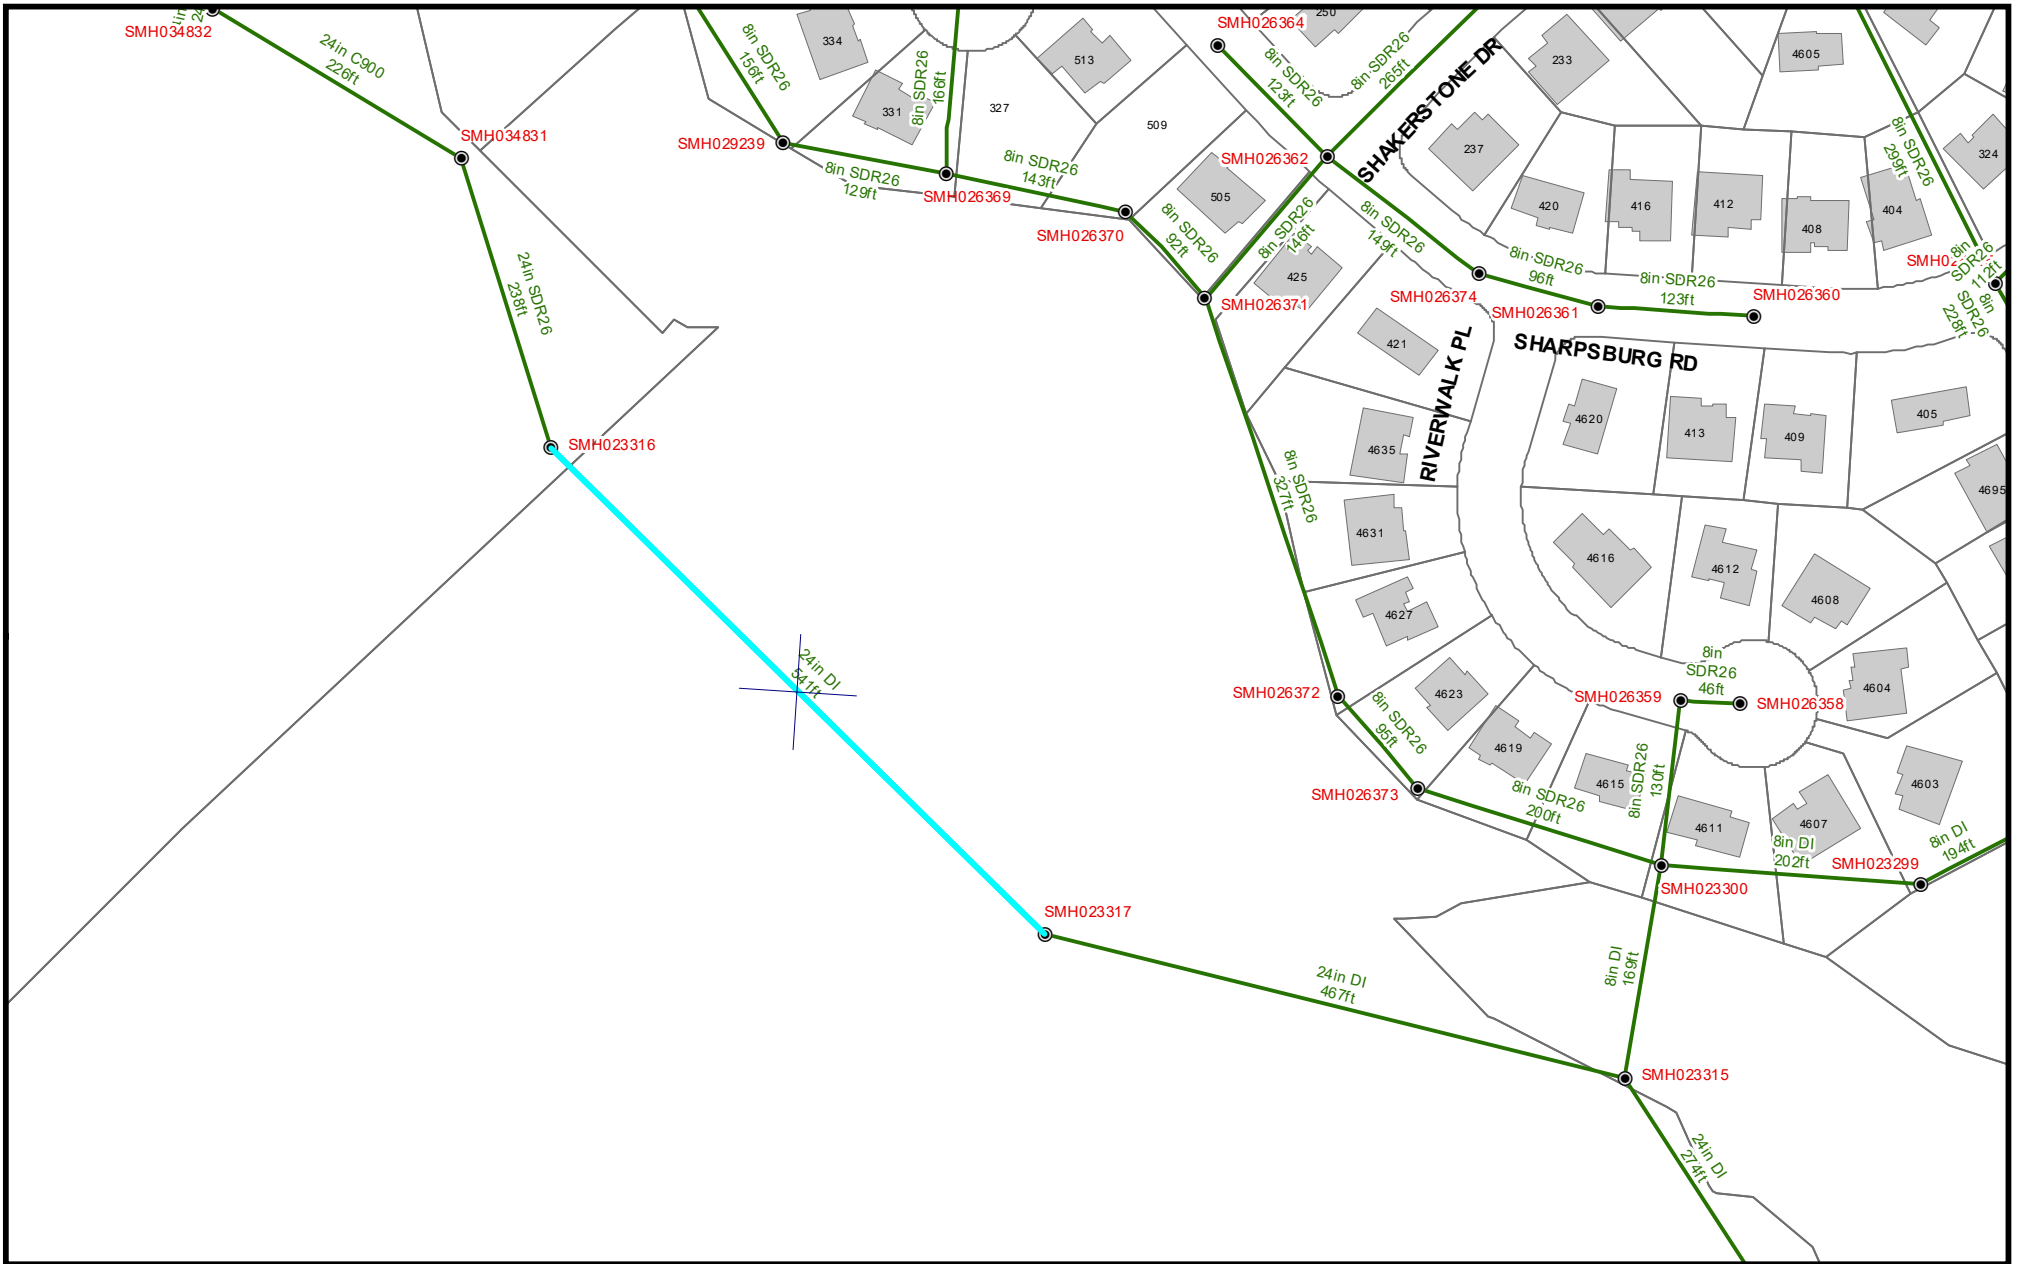 SMH034832
24in C900
226ft
SMH034831
24in SDR26
238ft
SMH023316
24in DI
541ft
SMH023317
24in DI
467ft
SMH023315
24in DI
274ft
8in SDR26
156ft
334
331
8in SDR26
166ft
SMH029239
8in SDR26
129ft
SMH026369
327
513
509
8in SDR26
143ft
SMH026370
8in SDR26
92ft
505
SMH026364
250
8in SDR26
123ft
8in SDR26
265ft
SHAKERSTONE DR
SMH026362
8in SDR26
146ft
425
SMH026371
8in SDR26
149ft
SMH026374
233
237
420
416
412
408
404
4605
324
8in SDR26
299ft
8in SDR26
96ft
SMH026361
8in SDR26
123ft
SMH026360
8in
SDR26
112ft
8in
SDR26
228ft
421
RIVERWALK PL
SHARPSBURG RD
4620
413
409
405
4695
4635
8in SDR26
327ft
4631
4627
4616
4612
4608
4604
SMH026372
4623
8in SDR26
95ft
SMH026373
4619
8in SDR26
200ft
4615
8in SDR26
130ft
SMH026359
8in
SDR26
46ft
SMH026358
4611
4607
4603
8in DI
202ft
SMH023299
8in DI
194ft
SMH023300
8in DI
169ft